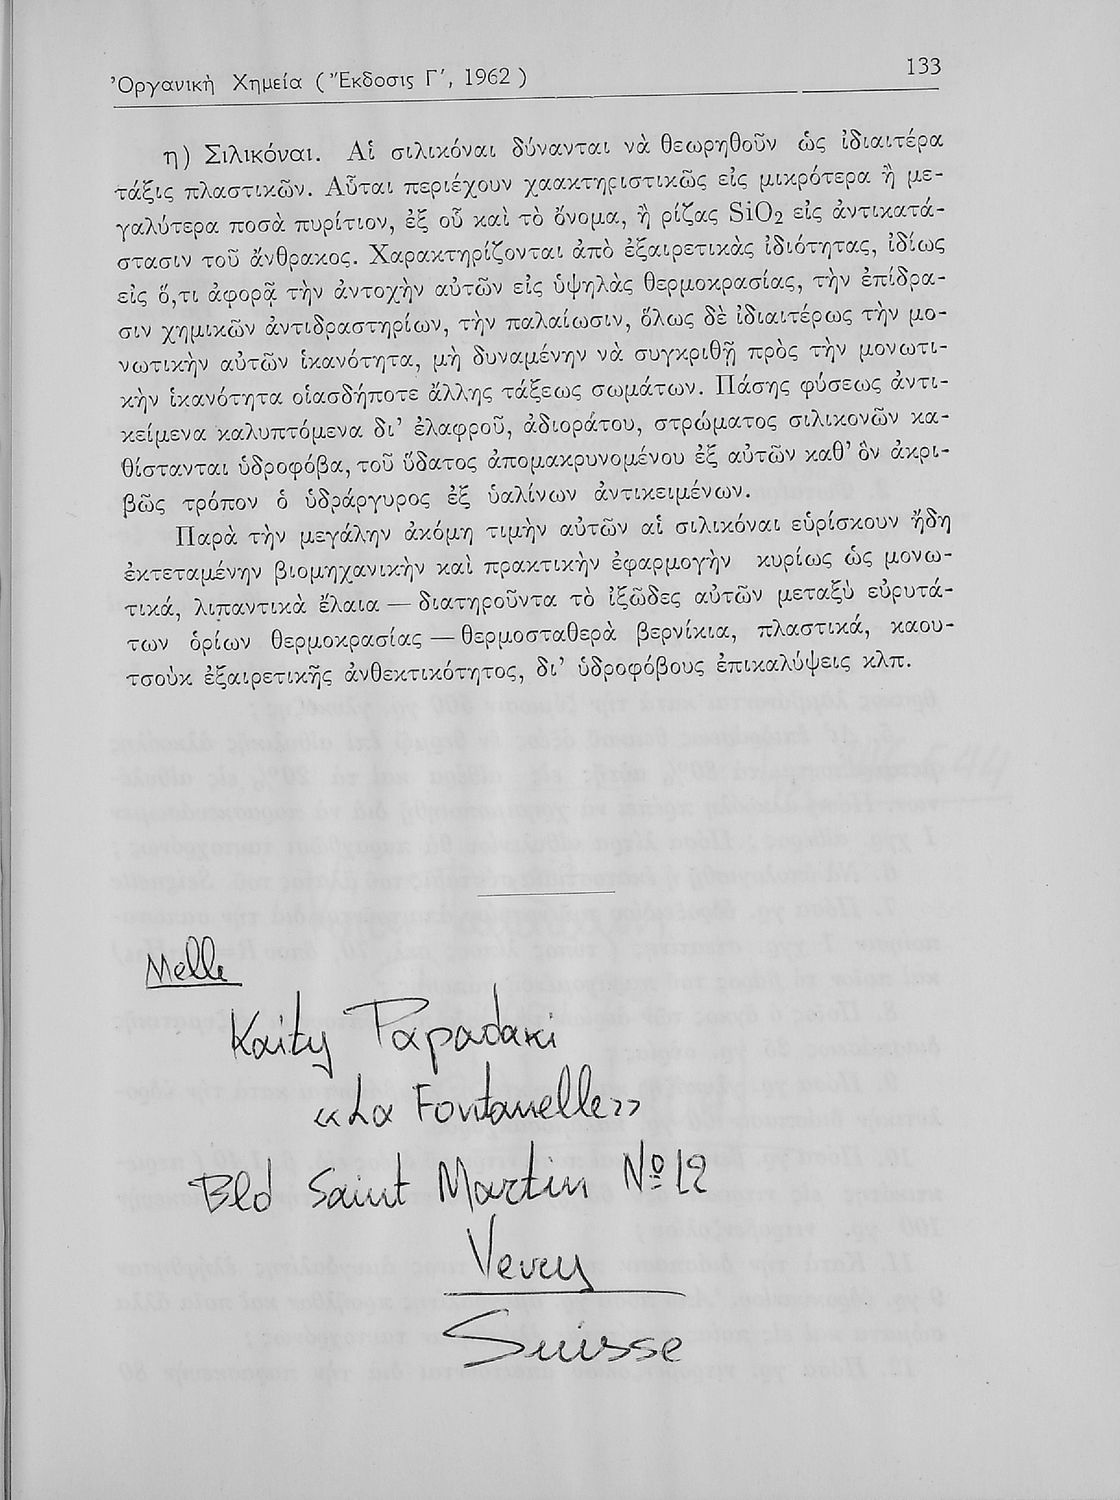 Ὀργανικὴ Χημεία (Ἔκδοσις Γ′, 1962)
133
η) Σιλικόναι. Αἱ σιλικόναι δύνανται νὰ θεωρηθοῦν ὡς ἰδιαιτέρα
τάξις πλαστικῶν. Αὗται περιέχουν χαακτηριστικῶς εἰς μικρότερα ἢ με-
γαλύτερα ποσὰ πυρίτιον, ἐξ οὗ καὶ τὸ ὄνομα, ἢ ρίζας SiO2 εἰς ἀντικατά-
στασιν τοῦ ἄνθρακος. Χαρακτηρίζονται ἀπὸ ἐξαιρετικὰς ἰδιότητας, ἰδίως
εἰς ὅ,τι ἀφορᾷ τὴν ἀντοχὴν αὐτῶν εἰς ὑψηλὰς θερμοκρασίας, τὴν ἐπίδρα-
σιν χημικῶν ἀντιδραστηρίων, τὴν παλαίωσιν, ὅλως δὲ ἰδιαιτέρως τὴν μο-
νωτικὴν αὐτῶν ἱκανότητα, μὴ δυναμένην νὰ συγκριθῇ πρὸς τὴν μονωτι-
κὴν ἱκανότητα οἱασδήποτε ἄλλης τάξεως σωμάτων. Πάσης φύσεως ἀντι-
κείμενα καλυπτόμενα δι’ ἐλαφροῦ, ἀδιοράτου, στρώματος σιλικονῶν κα-
θίστανται ὑδροφόβα, τοῦ ὕδατος ἀπομακρυνομένου ἐξ αὐτῶν καθ’ ὃν ἀκρι-
βῶς τρόπον ὁ ὑδράργυρος ἐξ ὑαλίνων ἀντικειμένων.
Παρὰ τὴν μεγάλην ἀκόμη τιμὴν αὐτῶν αἱ σιλικόναι εὑρίσκουν ἤδη
ἐκτεταμένην βιομηχανικὴν καὶ πρακτικὴν ἐφαρμογὴν κυρίως ὡς μονω-
τικά, λιπαντικὰ ἔλαια — διατηροῦντα τὸ ἰξῶδες αὐτῶν μεταξὺ εὐρυτά-
των ὁρίων θερμοκρασίας — θερμοσταθερὰ βερνίκια, πλαστικά, καου-
τσοὺκ ἐξαιρετικῆς ἀνθεκτικότητος, δι’ ὑδροφόβους ἐπικαλύψεις κλπ.
Melle
Kaity Papadaki
«La Fontanelle»
Bld Saint Martin Nº 12
Vevey
Suisse